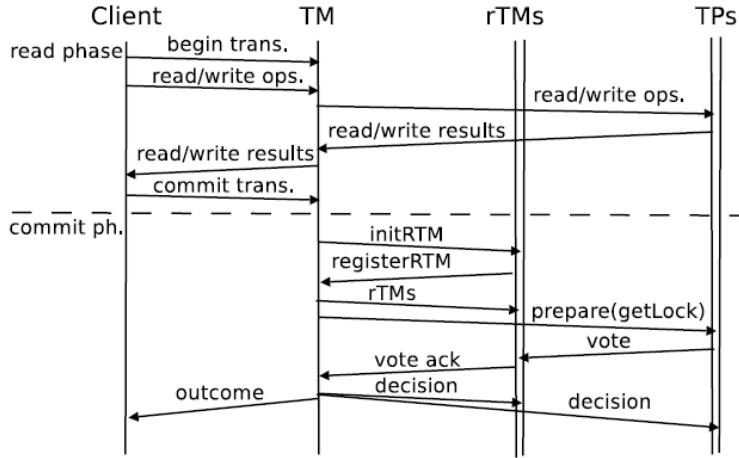 Client TM rTMs TPs
read phase
begin trans.
read/write ops.
read/write ops.
read/write results
read/write results
commit trans.
commit ph.
initRTM
registerRTM
rTMs
prepare(getLock)
vote
vote ack
decision
outcome
decision